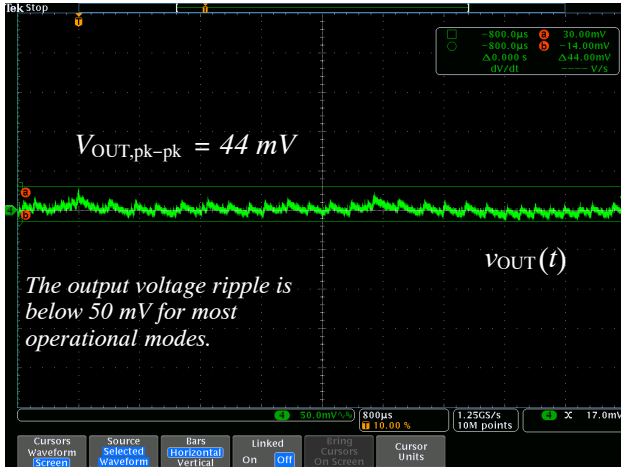 Tek Stop
T
T
-800.0µs a 30.00mV
-800.0µs b -14.00mV
Δ0.000 s Δ44.00mV
dV/dt ---- V/s
VOUT,pk-pk = 44 mV
a
4
b
vOUT(t)
The output voltage ripple is
below 50 mV for most
operational modes.
4 50.0mV
800µs
T 10.00 %
1.25GS/s
10M points
4 X 17.0mV
Cursors
Waveform
Screen
Source
Selected
Waveform
Bars
Horizontal
Vertical
Linked
On Off
Bring
Cursors
On Screen
Cursor
Units